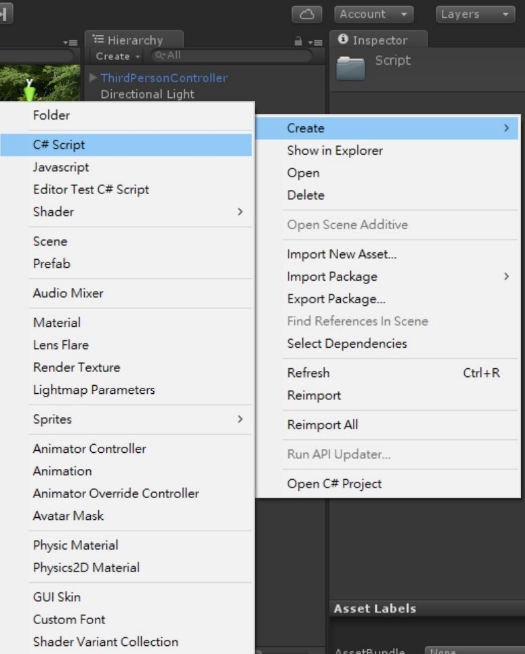 Account
Layers
Hierarchy
Inspector
Create
All
Script
ThirdPersonController
Directional Light
y
Folder
C# Script
Javascript
Editor Test C# Script
Shader
Scene
Prefab
Audio Mixer
Material
Lens Flare
Render Texture
Lightmap Parameters
Sprites
Animator Controller
Animation
Animator Override Controller
Avatar Mask
Physic Material
Physics2D Material
GUI Skin
Custom Font
Shader Variant Collection
Create
Show in Explorer
Open
Delete
Open Scene Additive
Import New Asset...
Import Package
Export Package...
Find References In Scene
Select Dependencies
Refresh Ctrl+R
Reimport
Reimport All
Run API Updater...
Open C# Project
Asset Labels
AssetBundle None